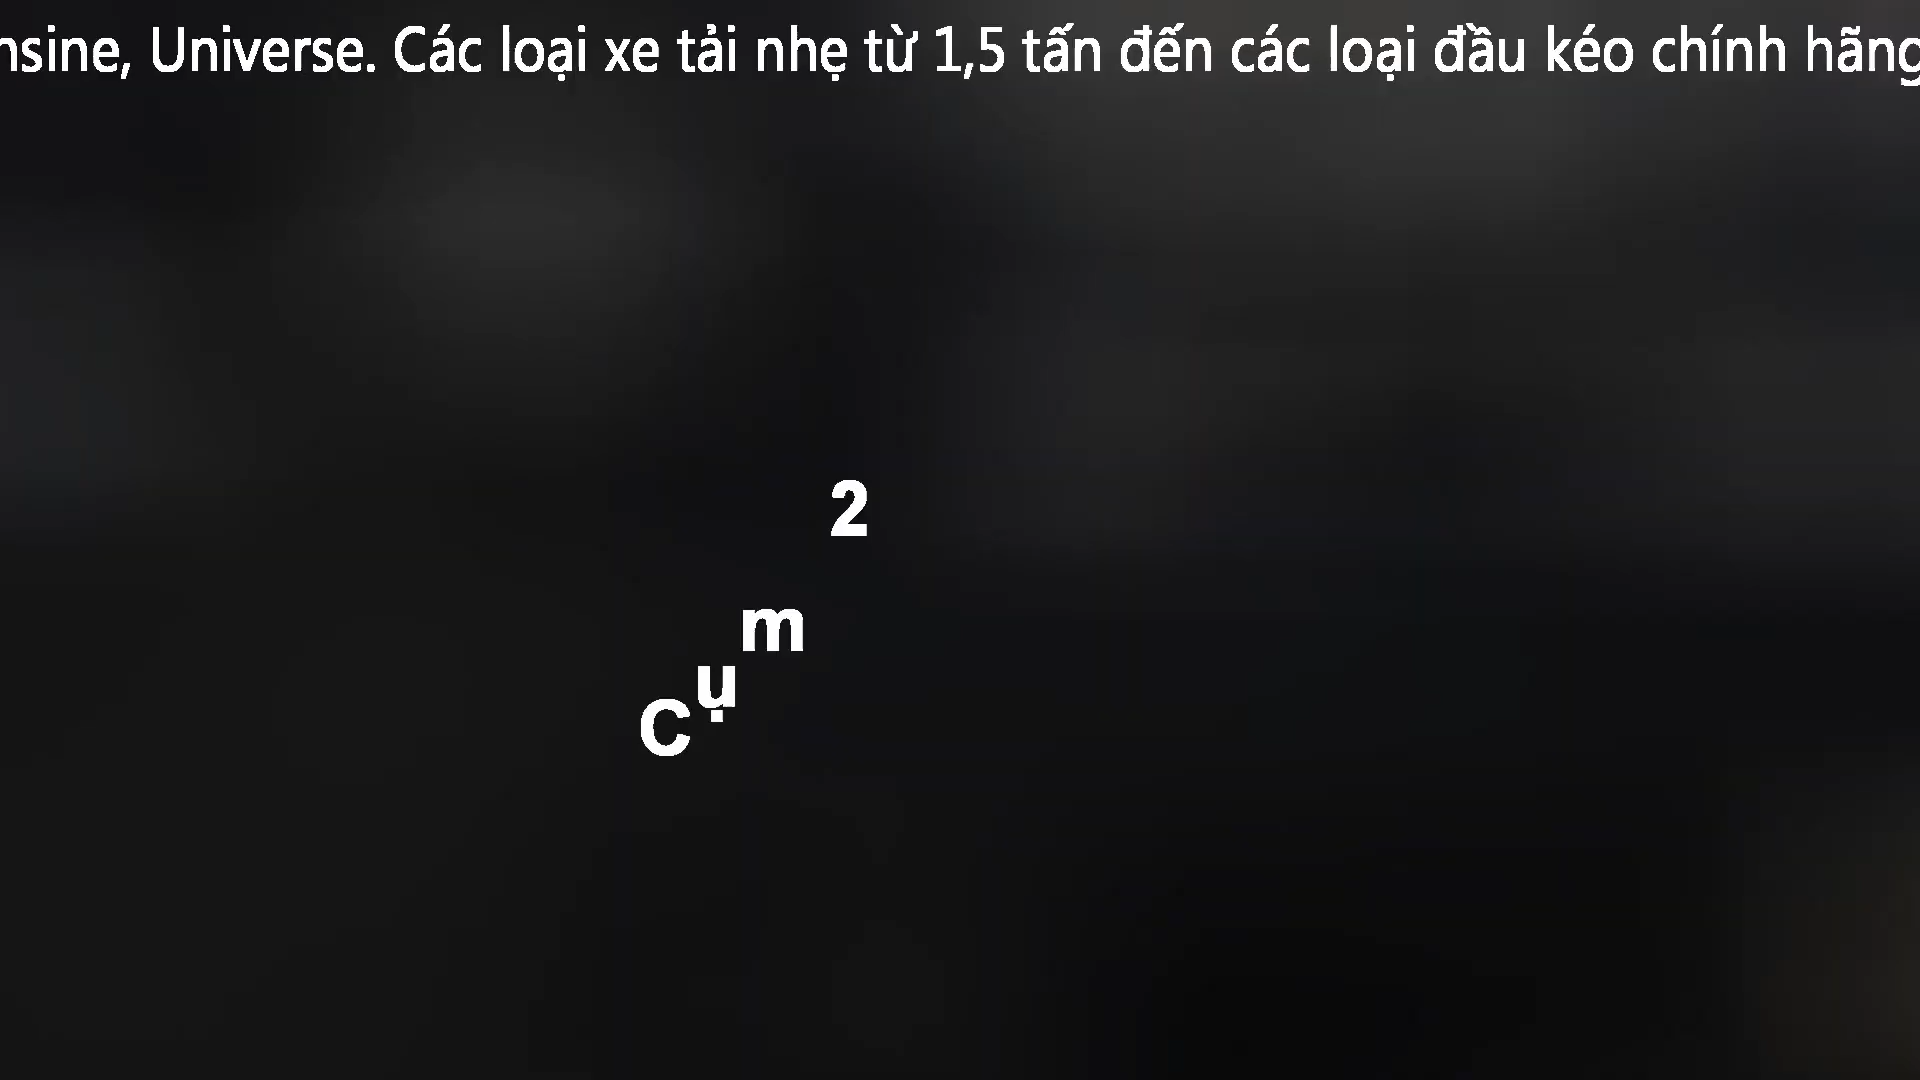 nsine, Universe. Các loại xe tải nhẹ từ 1,5 tấn đến các loại đầu kéo chính hãng
Cụm 2